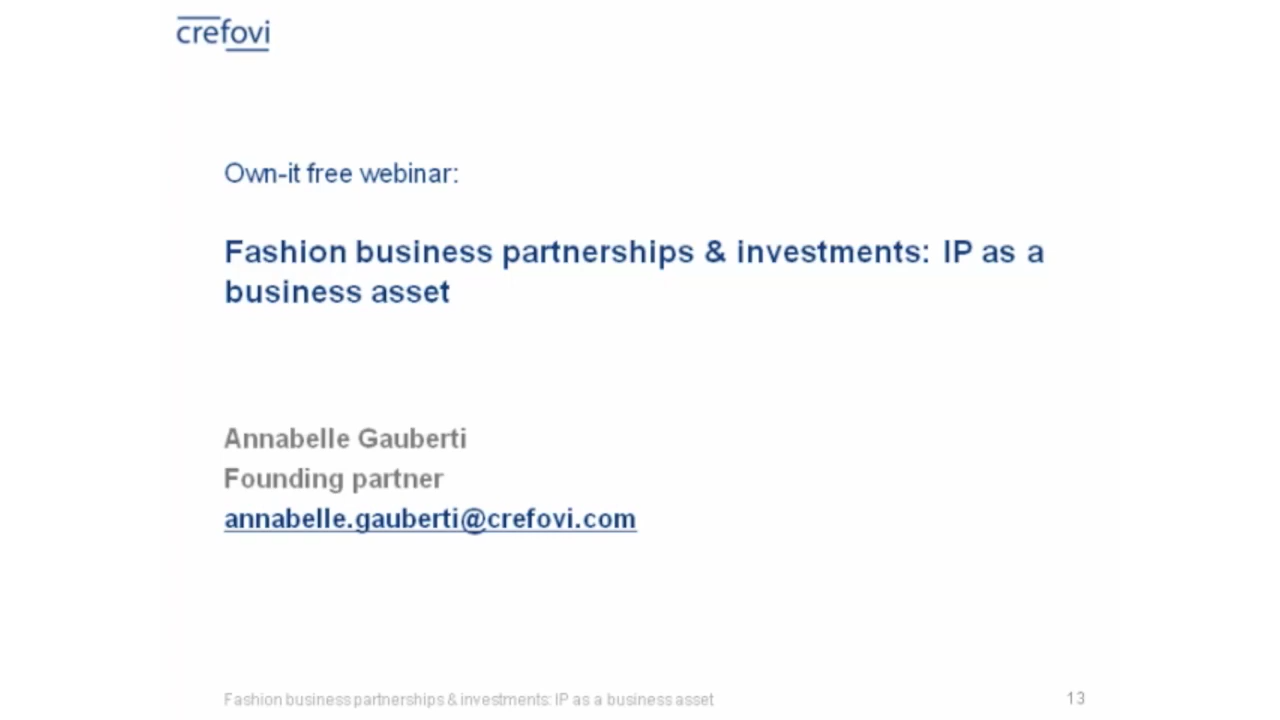 crefovi
Own-it free webinar:
Fashion business partnerships & investments: IP as a
business asset
Annabelle Gauberti
Founding partner
annabelle.gauberti@crefovi.com
Fashion business partnerships & investments: IP as a business asset
13